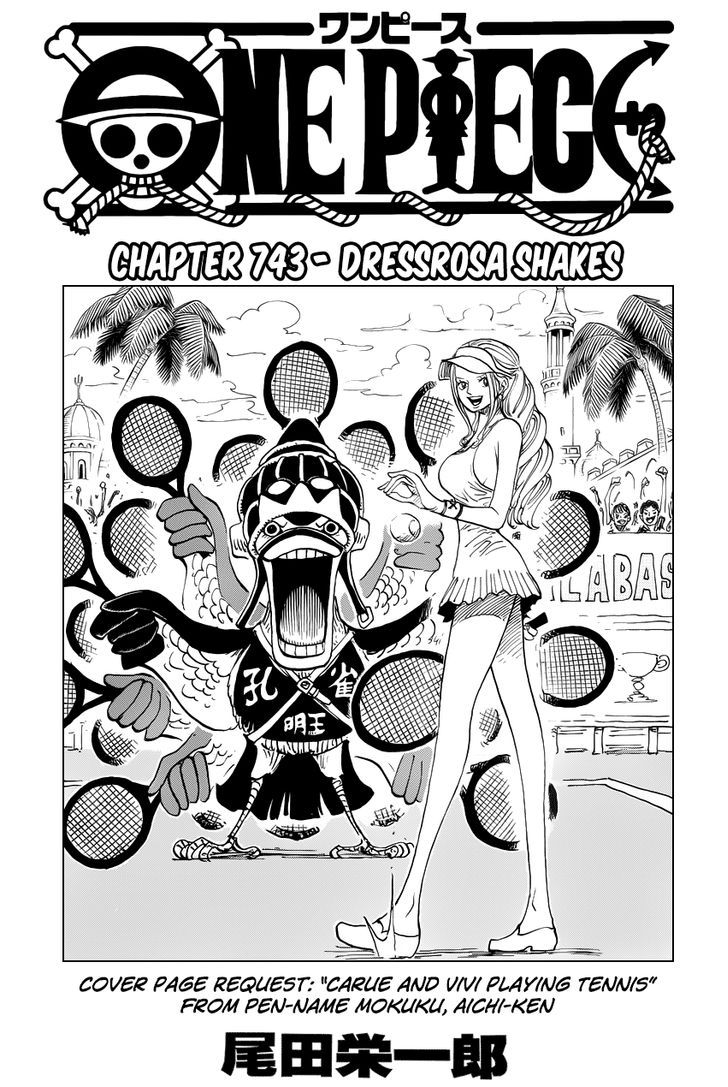 ワンピース
ONE PIECE
CHAPTER 743 - DRESSROSA SHAKES
ALABAS
孔雀
明王
COVER PAGE REQUEST: "CARUE AND VIVI PLAYING TENNIS"
FROM PEN-NAME MOKUKU, AICHI-KEN
尾田栄一郎